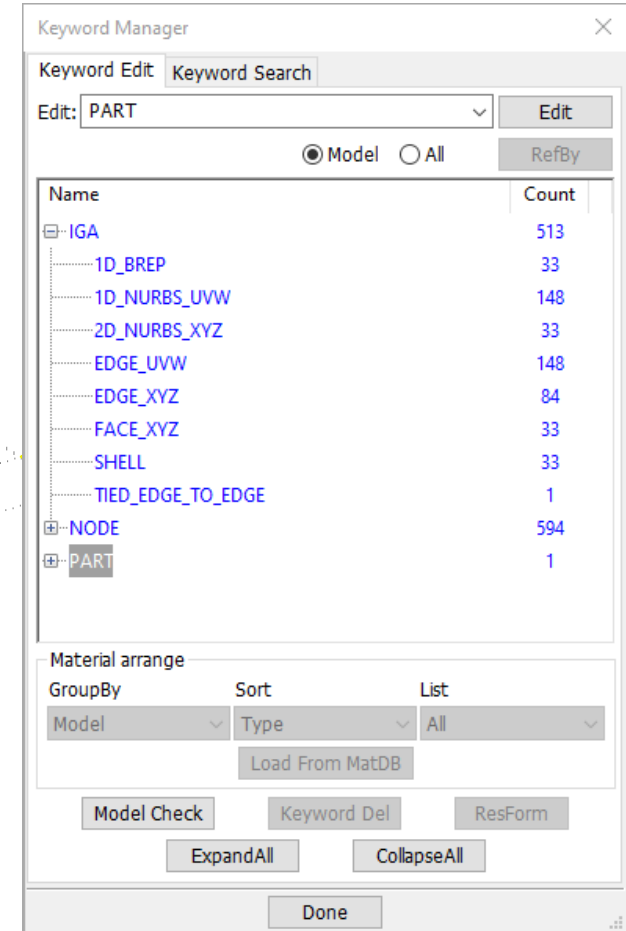 Keyword Manager
Keyword Edit Keyword Search
Edit: PART Edit
Model All RefBy
Name Count
IGA 513
1D_BREP 33
1D_NURBS_UVW 148
2D_NURBS_XYZ 33
EDGE_UVW 148
EDGE_XYZ 84
FACE_XYZ 33
SHELL 33
TIED_EDGE_TO_EDGE 1
NODE 594
PART 1
Material arrange
GroupBy Sort List
Model Type All
Load From MatDB
Model Check Keyword Del ResForm
ExpandAll CollapseAll
Done